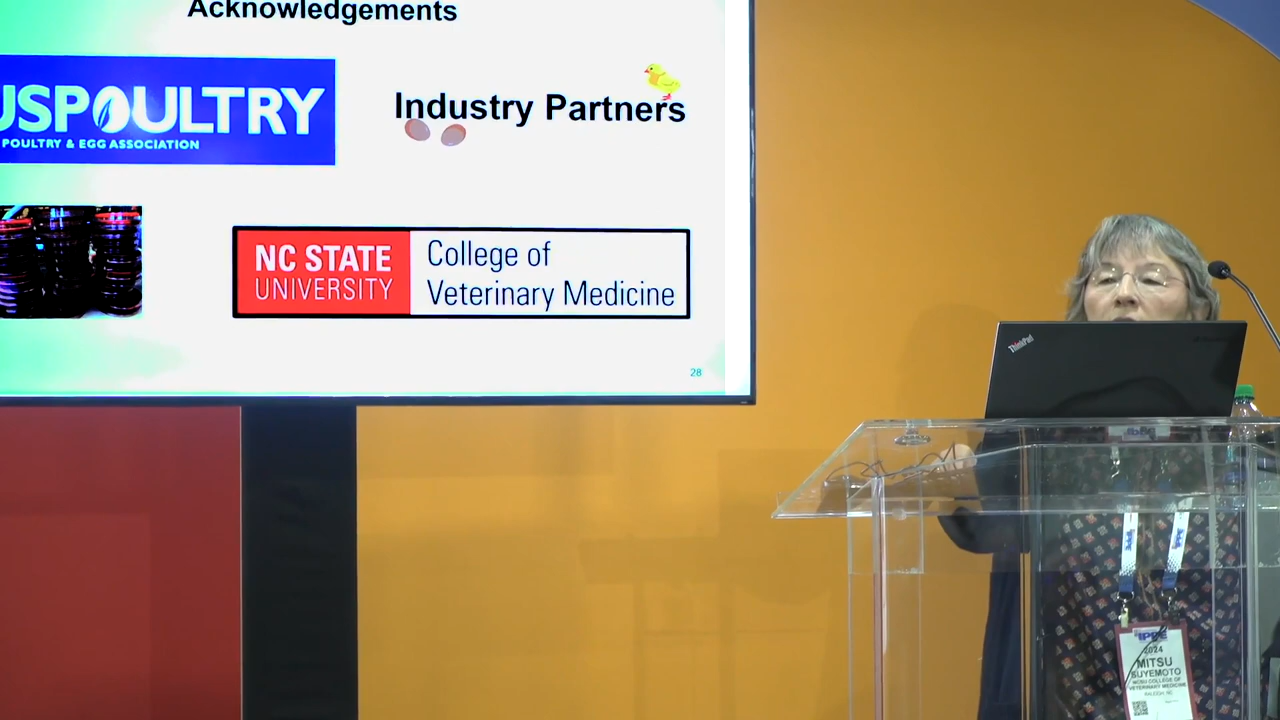 Acknowledgements
USPOULTRY
POULTRY & EGG ASSOCIATION
Industry Partners
NC STATE
UNIVERSITY
College of
Veterinary Medicine
28
ThinkPad
IPPE
2024
MITSU
SUYEMOTO
NCSU COLLEGE OF
VETERINARY MEDICINE
RALEIGH, NC